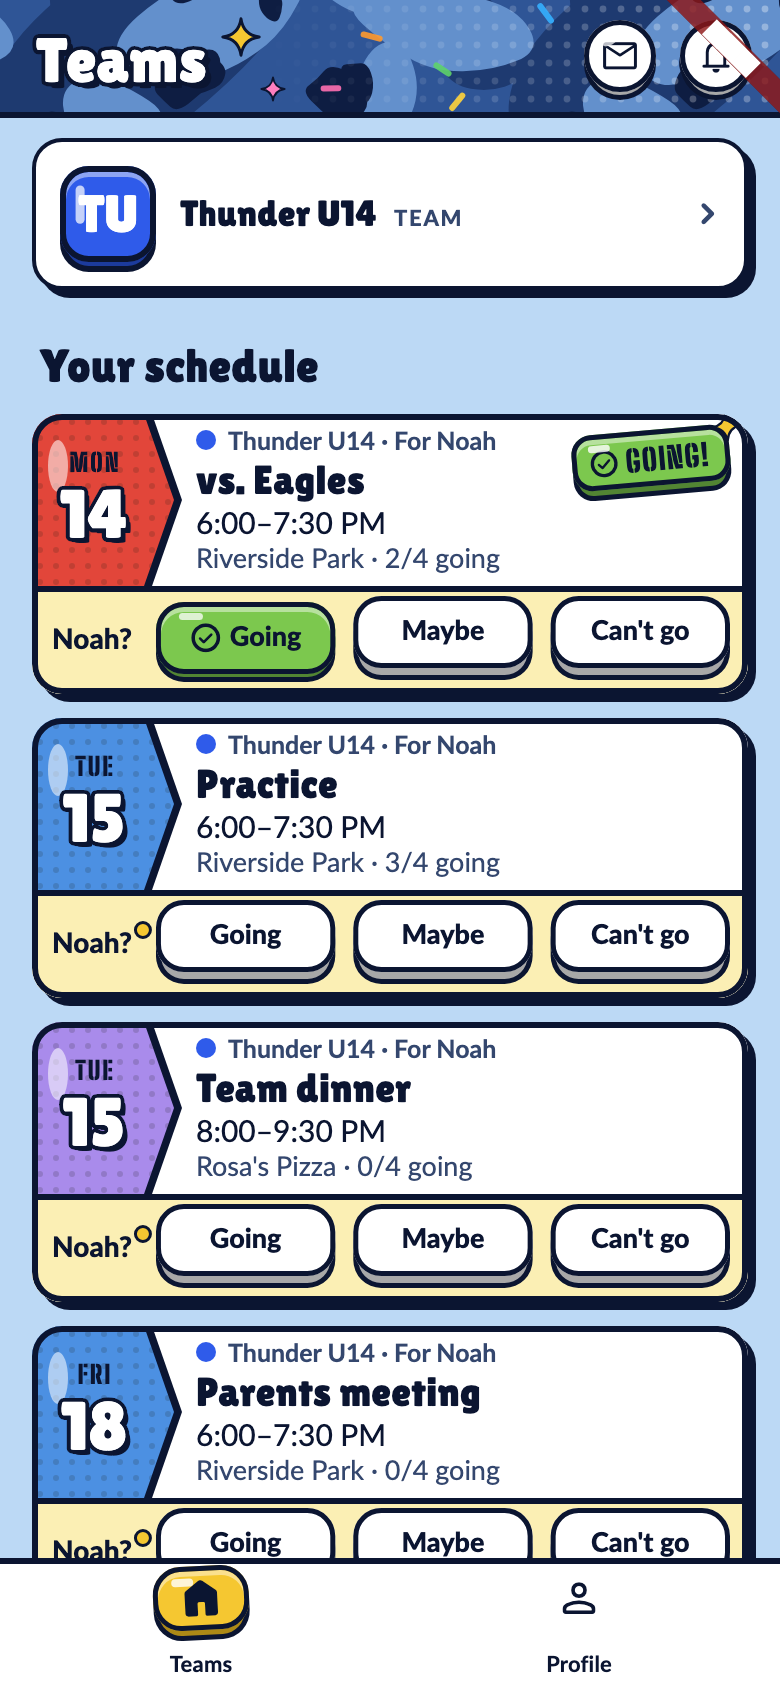 Teams
TU
Thunder U14 TEAM
Your schedule
MON
14
Thunder U14 · For Noah
vs. Eagles
6:00–7:30 PM
Riverside Park · 2/4 going
GOING!
Noah?
Going
Maybe
Can't go
TUE
15
Thunder U14 · For Noah
Practice
6:00–7:30 PM
Riverside Park · 3/4 going
Noah?
Going
Maybe
Can't go
TUE
15
Thunder U14 · For Noah
Team dinner
8:00–9:30 PM
Rosa's Pizza · 0/4 going
Noah?
Going
Maybe
Can't go
FRI
18
Thunder U14 · For Noah
Parents meeting
6:00–7:30 PM
Riverside Park · 0/4 going
Noah?
Going
Maybe
Can't go
Teams
Profile